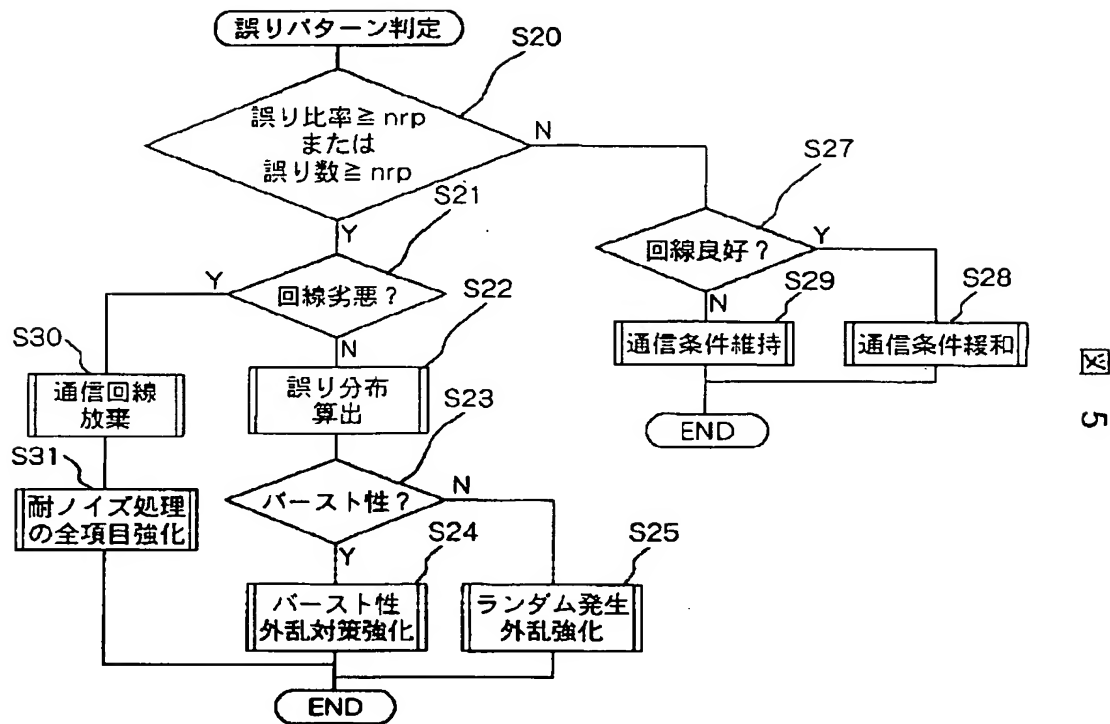 誤りパターン判定
S20
誤り比率≧nrp
または
誤り数≧nrp
N
Y
S21
回線劣悪？
Y
N
S27
回線良好？
Y
N
S29
通信条件維持
S28
通信条件緩和
END
S30
通信回線
放棄
S31
耐ノイズ処理
の全項目強化
S22
誤り分布
算出
S23
バースト性？
N
Y
S24
バースト性
外乱対策強化
S25
ランダム発生
外乱強化
END
図5